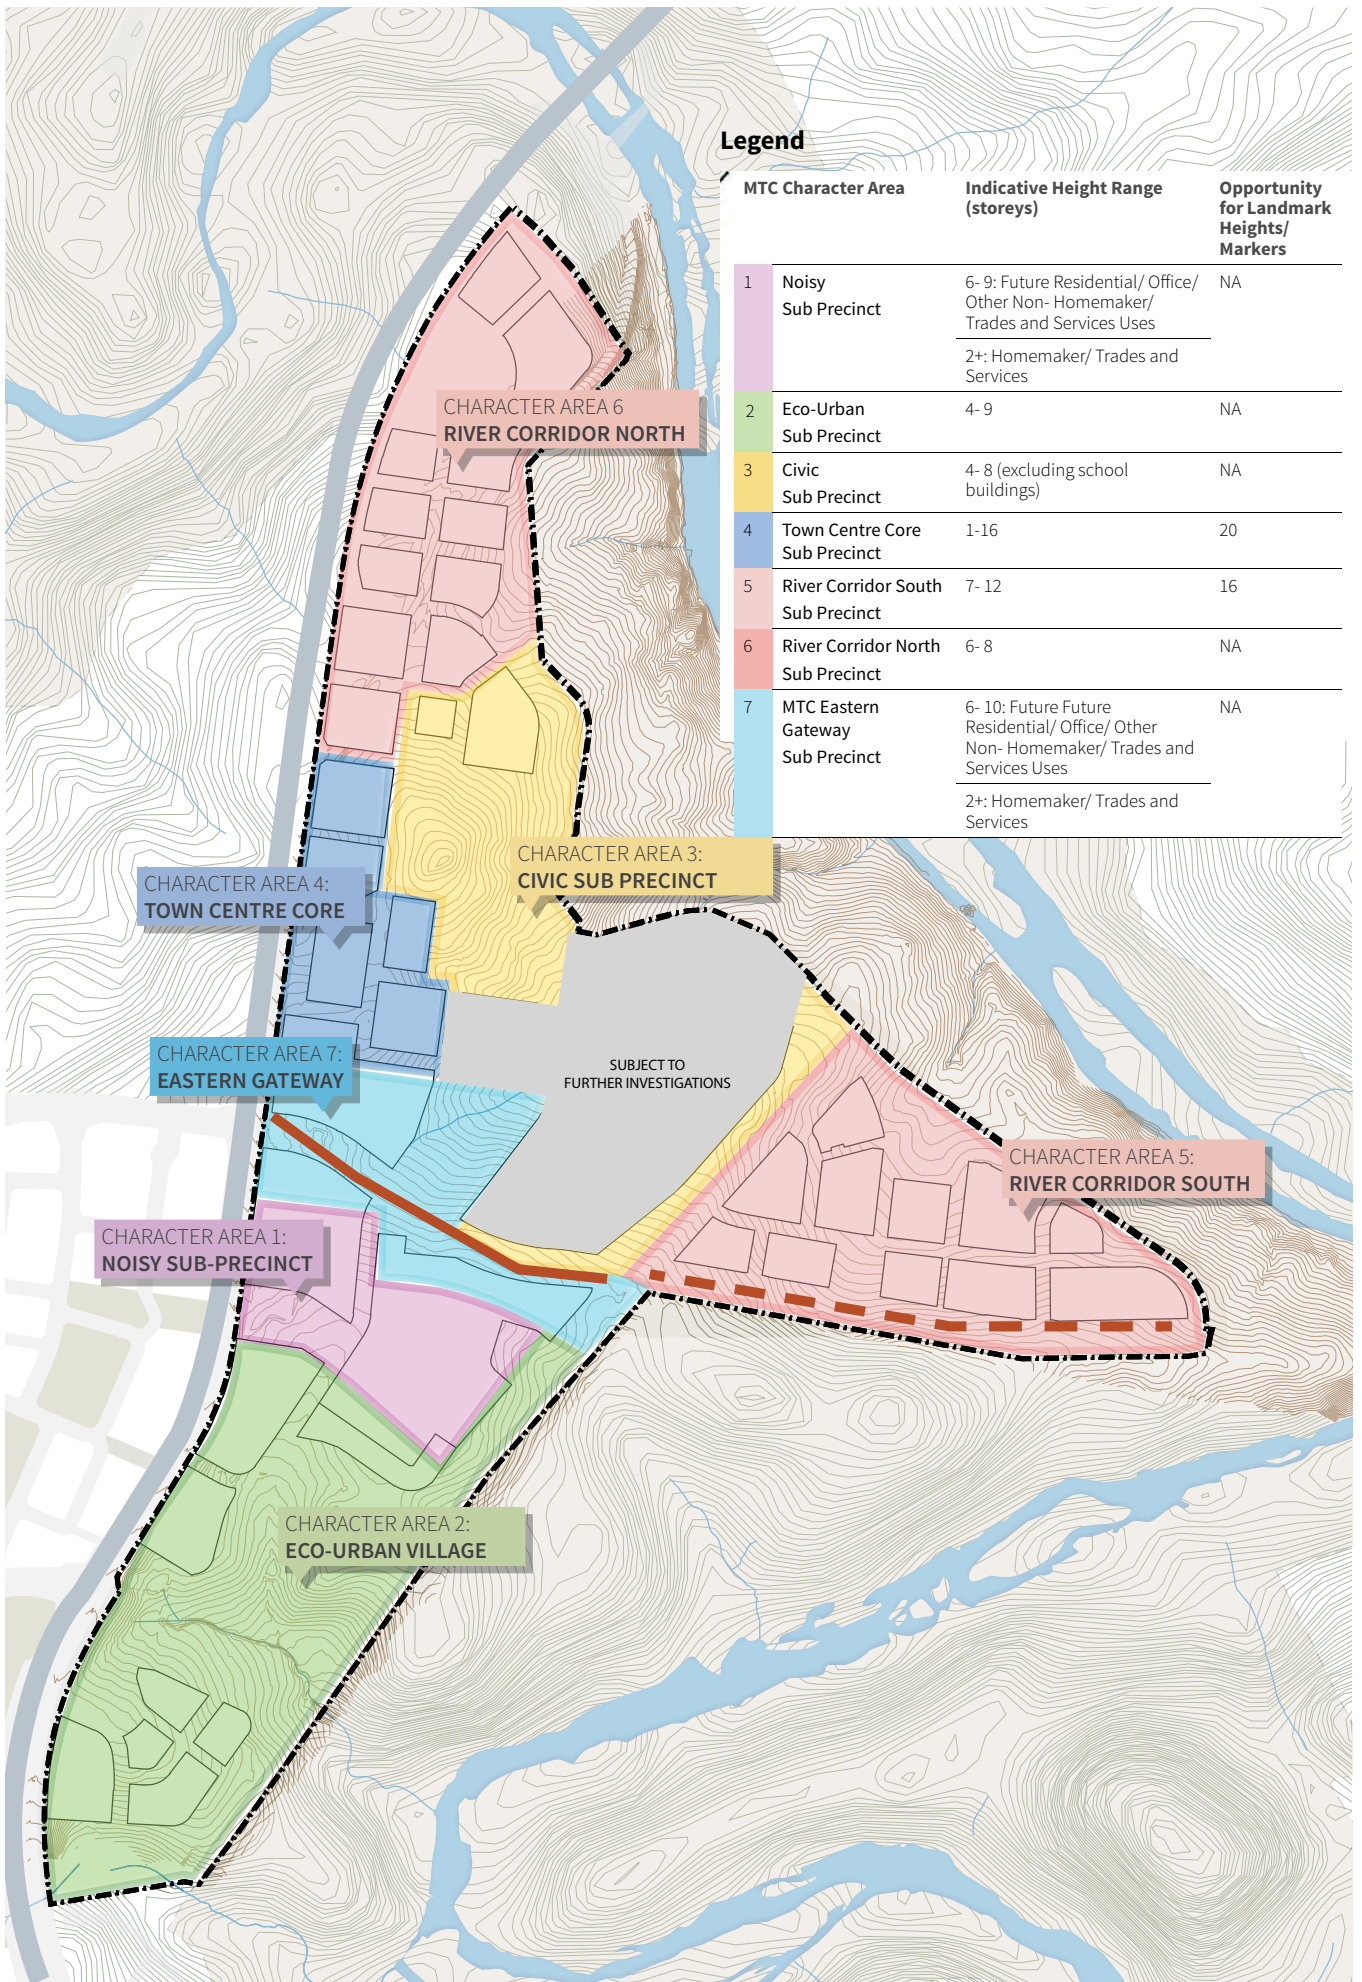 Legend
MTC Character Area
Indicative Height Range
(storeys)
Opportunity
for Landmark
Heights/
Markers
1
Noisy
Sub Precinct
6- 9: Future Residential/ Office/
Other Non- Homemaker/
Trades and Services Uses
NA
2+: Homemaker/ Trades and
Services
2
Eco-Urban
Sub Precinct
4- 9
NA
3
Civic
Sub Precinct
4- 8 (excluding school
buildings)
NA
4
Town Centre Core
Sub Precinct
1-16
20
5
River Corridor South
Sub Precinct
7- 12
16
6
River Corridor North
Sub Precinct
6- 8
NA
7
MTC Eastern
Gateway
Sub Precinct
6- 10: Future Future
Residential/ Office/ Other
Non- Homemaker/ Trades and
Services Uses
NA
2+: Homemaker/ Trades and
Services
CHARACTER AREA 6
RIVER CORRIDOR NORTH
CHARACTER AREA 3:
CIVIC SUB PRECINCT
CHARACTER AREA 4:
TOWN CENTRE CORE
CHARACTER AREA 7:
EASTERN GATEWAY
SUBJECT TO
FURTHER INVESTIGATIONS
CHARACTER AREA 5:
RIVER CORRIDOR SOUTH
CHARACTER AREA 1:
NOISY SUB-PRECINCT
CHARACTER AREA 2:
ECO-URBAN VILLAGE